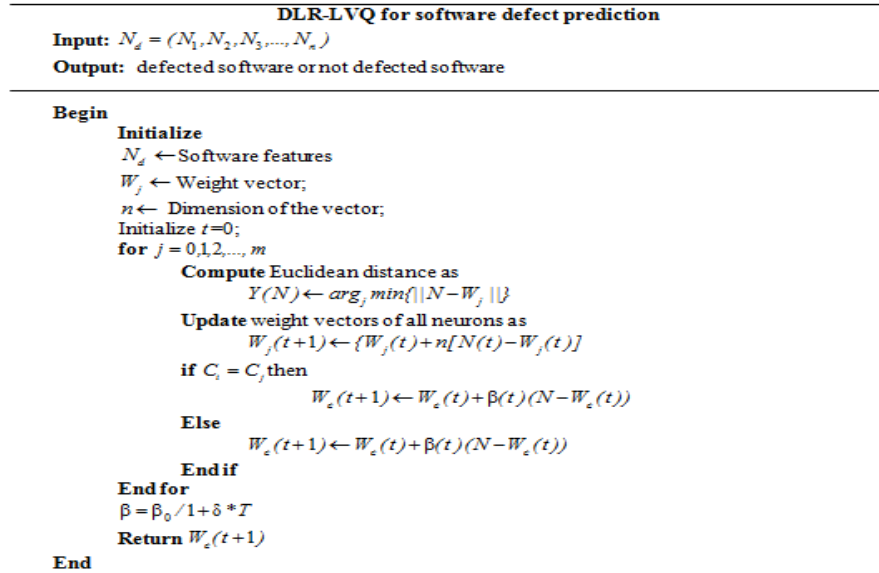 DLR-LVQ for software defect prediction
Input: N_d = (N_1, N_2, N_3, ..., N_n)
Output: defected software or not defected software
Begin
Initialize
N_d ← Software features
W_j ← Weight vector;
n ← Dimension of the vector;
Initialize t=0;
for j = 0,1,2,..., m
Compute Euclidean distance as
Y(N) ← arg_j min{||N−W_j||}
Update weight vectors of all neurons as
W_j(t+1) ← {W_j(t)+n[N(t)−W_j(t)]
if C_i = C_j then
W_c(t+1) ← W_c(t)+β(t)(N−W_c(t))
Else
W_c(t+1) ← W_c(t)+β(t)(N−W_c(t))
End if
End for
β = β_0/1+δ*T
Return W_c(t+1)
End